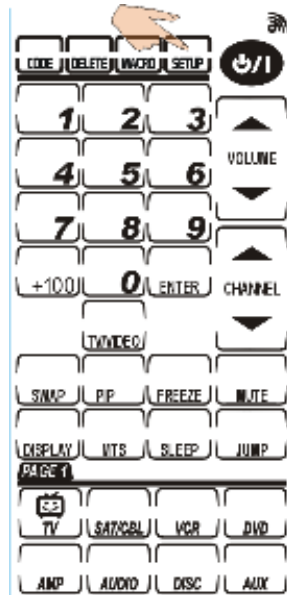 CODE DELETE MACRO SETUP
/I
1 2 3
VOLUME
4 5 6
7 8 9
+100 0 ENTER CHANNEL
TV/VIDEO
SWAP PIP FREEZE MUTE
DISPLAY MTS SLEEP JUMP
PAGE 1
TV SAT/CBL VCR DVD
AMP AUDIO DISC AUX